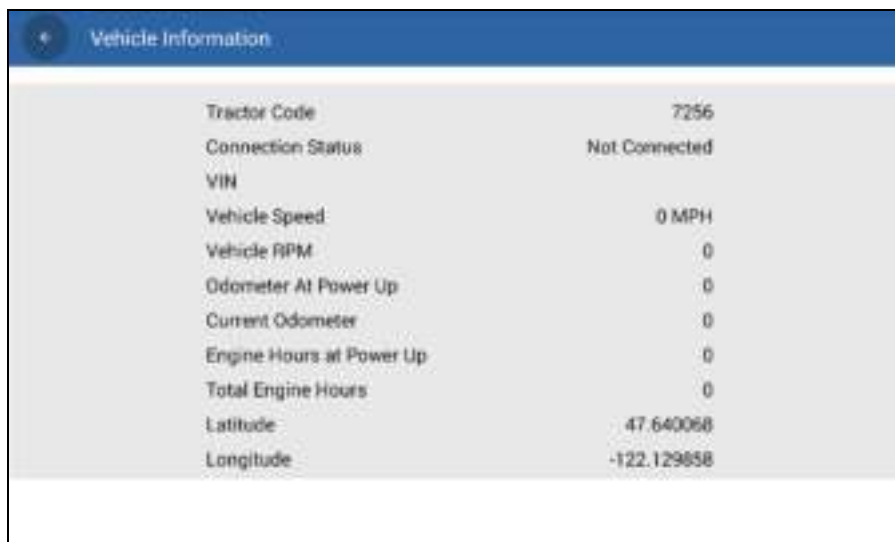 Vehicle Information
Tractor Code 7256
Connection Status Not Connected
VIN
Vehicle Speed 0 MPH
Vehicle RPM 0
Odometer At Power Up 0
Current Odometer 0
Engine Hours at Power Up 0
Total Engine Hours 0
Latitude 47.640068
Longitude -122.129858